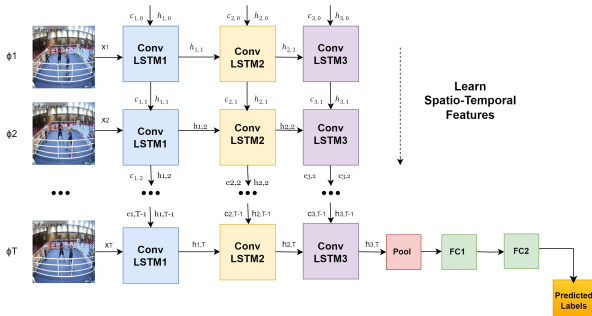 c1,0 h1,0 c2,0 h2,0 c3,0 h3,0
ϕ1 x1 Conv LSTM1 h1,1 Conv LSTM2 h2,1 Conv LSTM3
c1,1 h1,1 c2,1 h2,1 c3,1 h3,1
Learn
Spatio-Temporal
Features
ϕ2 x2 Conv LSTM1 h1,2 Conv LSTM2 h2,2 Conv LSTM3
c1,2 h1,2 c2,2 h2,2 c3,2 h3,2
••• ••• ••• •••
c1,T-1 h1,T-1 c2,T-1 h2,T-1 c3,T-1 h3,T-1
ϕT xT Conv LSTM1 h1,T Conv LSTM2 h2,T Conv LSTM3 h3,T Pool FC1 FC2
Predicted
Labels